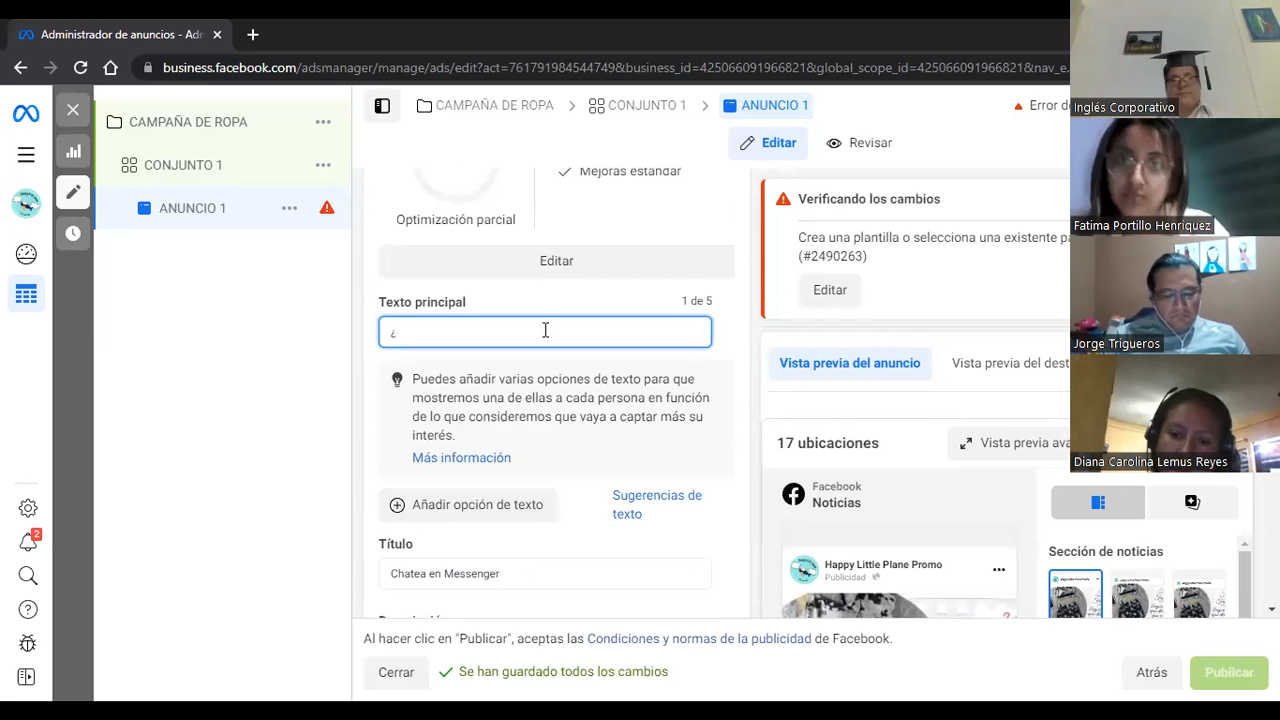 Administrador de anuncios - Adr
business.facebook.com/adsmanager/manage/ads/edit?act=761791984544749&business_id=425066091966821&global_scope_id=425066091966821&nav_e
CAMPAÑA DE ROPA
CONJUNTO 1
ANUNCIO 1
CAMPAÑA DE ROPA
CONJUNTO 1
ANUNCIO 1
Error de
Editar
Revisar
Mejoras estándar
Optimización parcial
Editar
Texto principal
1 de 5
¿
Puedes añadir varias opciones de texto para que
mostremos una de ellas a cada persona en función
de lo que consideremos que vaya a captar más su
interés.
Más información
Añadir opción de texto
Sugerencias de
texto
Título
Chatea en Messenger
Verificando los cambios
Crea una plantilla o selecciona una existente pa
(#2490263)
Editar
Vista previa del anuncio
Vista previa del dest
17 ubicaciones
Vista previa ava
Facebook
Noticias
Happy Little Plane Promo
Publicidad
Sección de noticias
2
Al hacer clic en "Publicar", aceptas las Condiciones y normas de la publicidad de Facebook.
Cerrar
Se han guardado todos los cambios
Atrás
Publicar
Inglés Corporativo
Fatima Portillo Henriquez
Jorge Trigueros
Diana Carolina Lemus Reyes